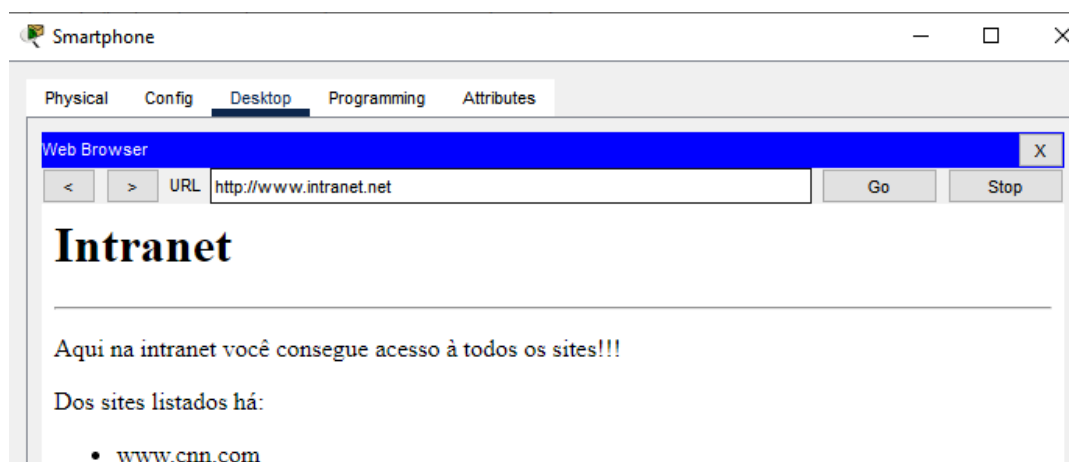 Smartphone
Physical Config Desktop Programming Attributes
Web Browser X
< > URL http://www.intranet.net Go Stop
Intranet
Aqui na intranet você consegue acesso à todos os sites!!!
Dos sites listados há:
• www.cnn.com